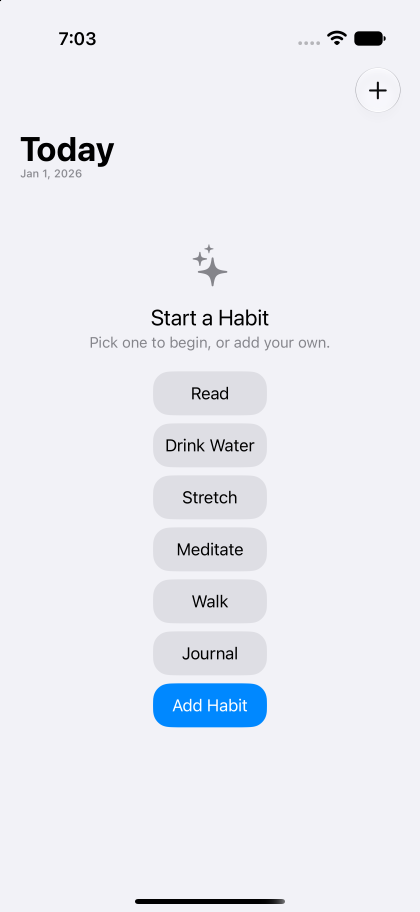 7:03
Today
Jan 1, 2026
Start a Habit
Pick one to begin, or add your own.
Read
Drink Water
Stretch
Meditate
Walk
Journal
Add Habit